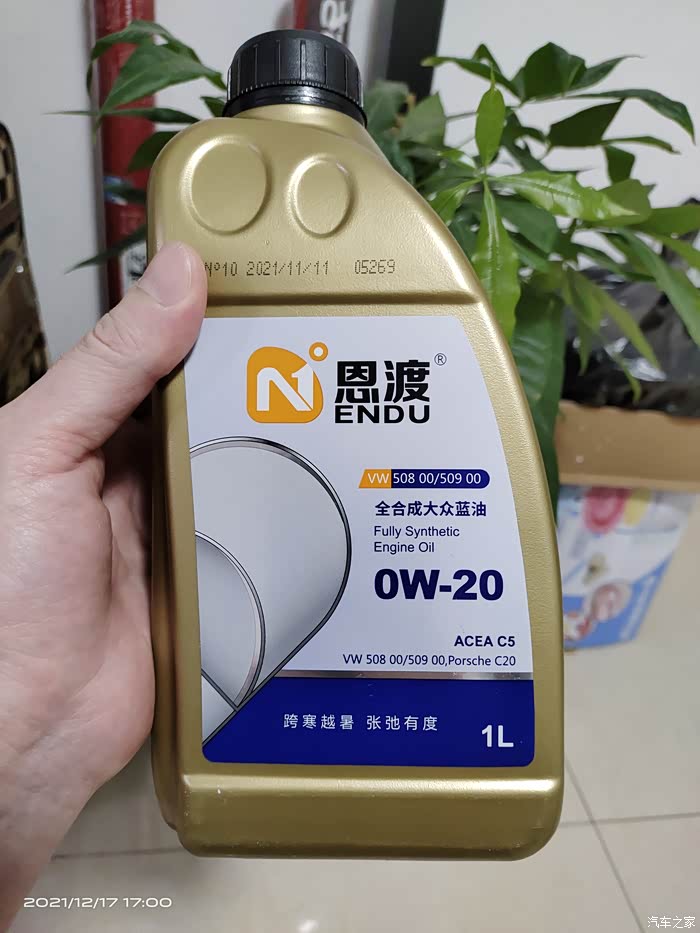 Nº10 2021/11/11 05269
N1°
恩渡®
ENDU
VW 508 00/509 00
全合成大众蓝油
Fully Synthetic
Engine Oil
0W-20
ACEA C5
VW 508 00/509 00,Porsche C20
跨寒越暑 张弛有度
1L
2021/12/17 17:00
汽车之家